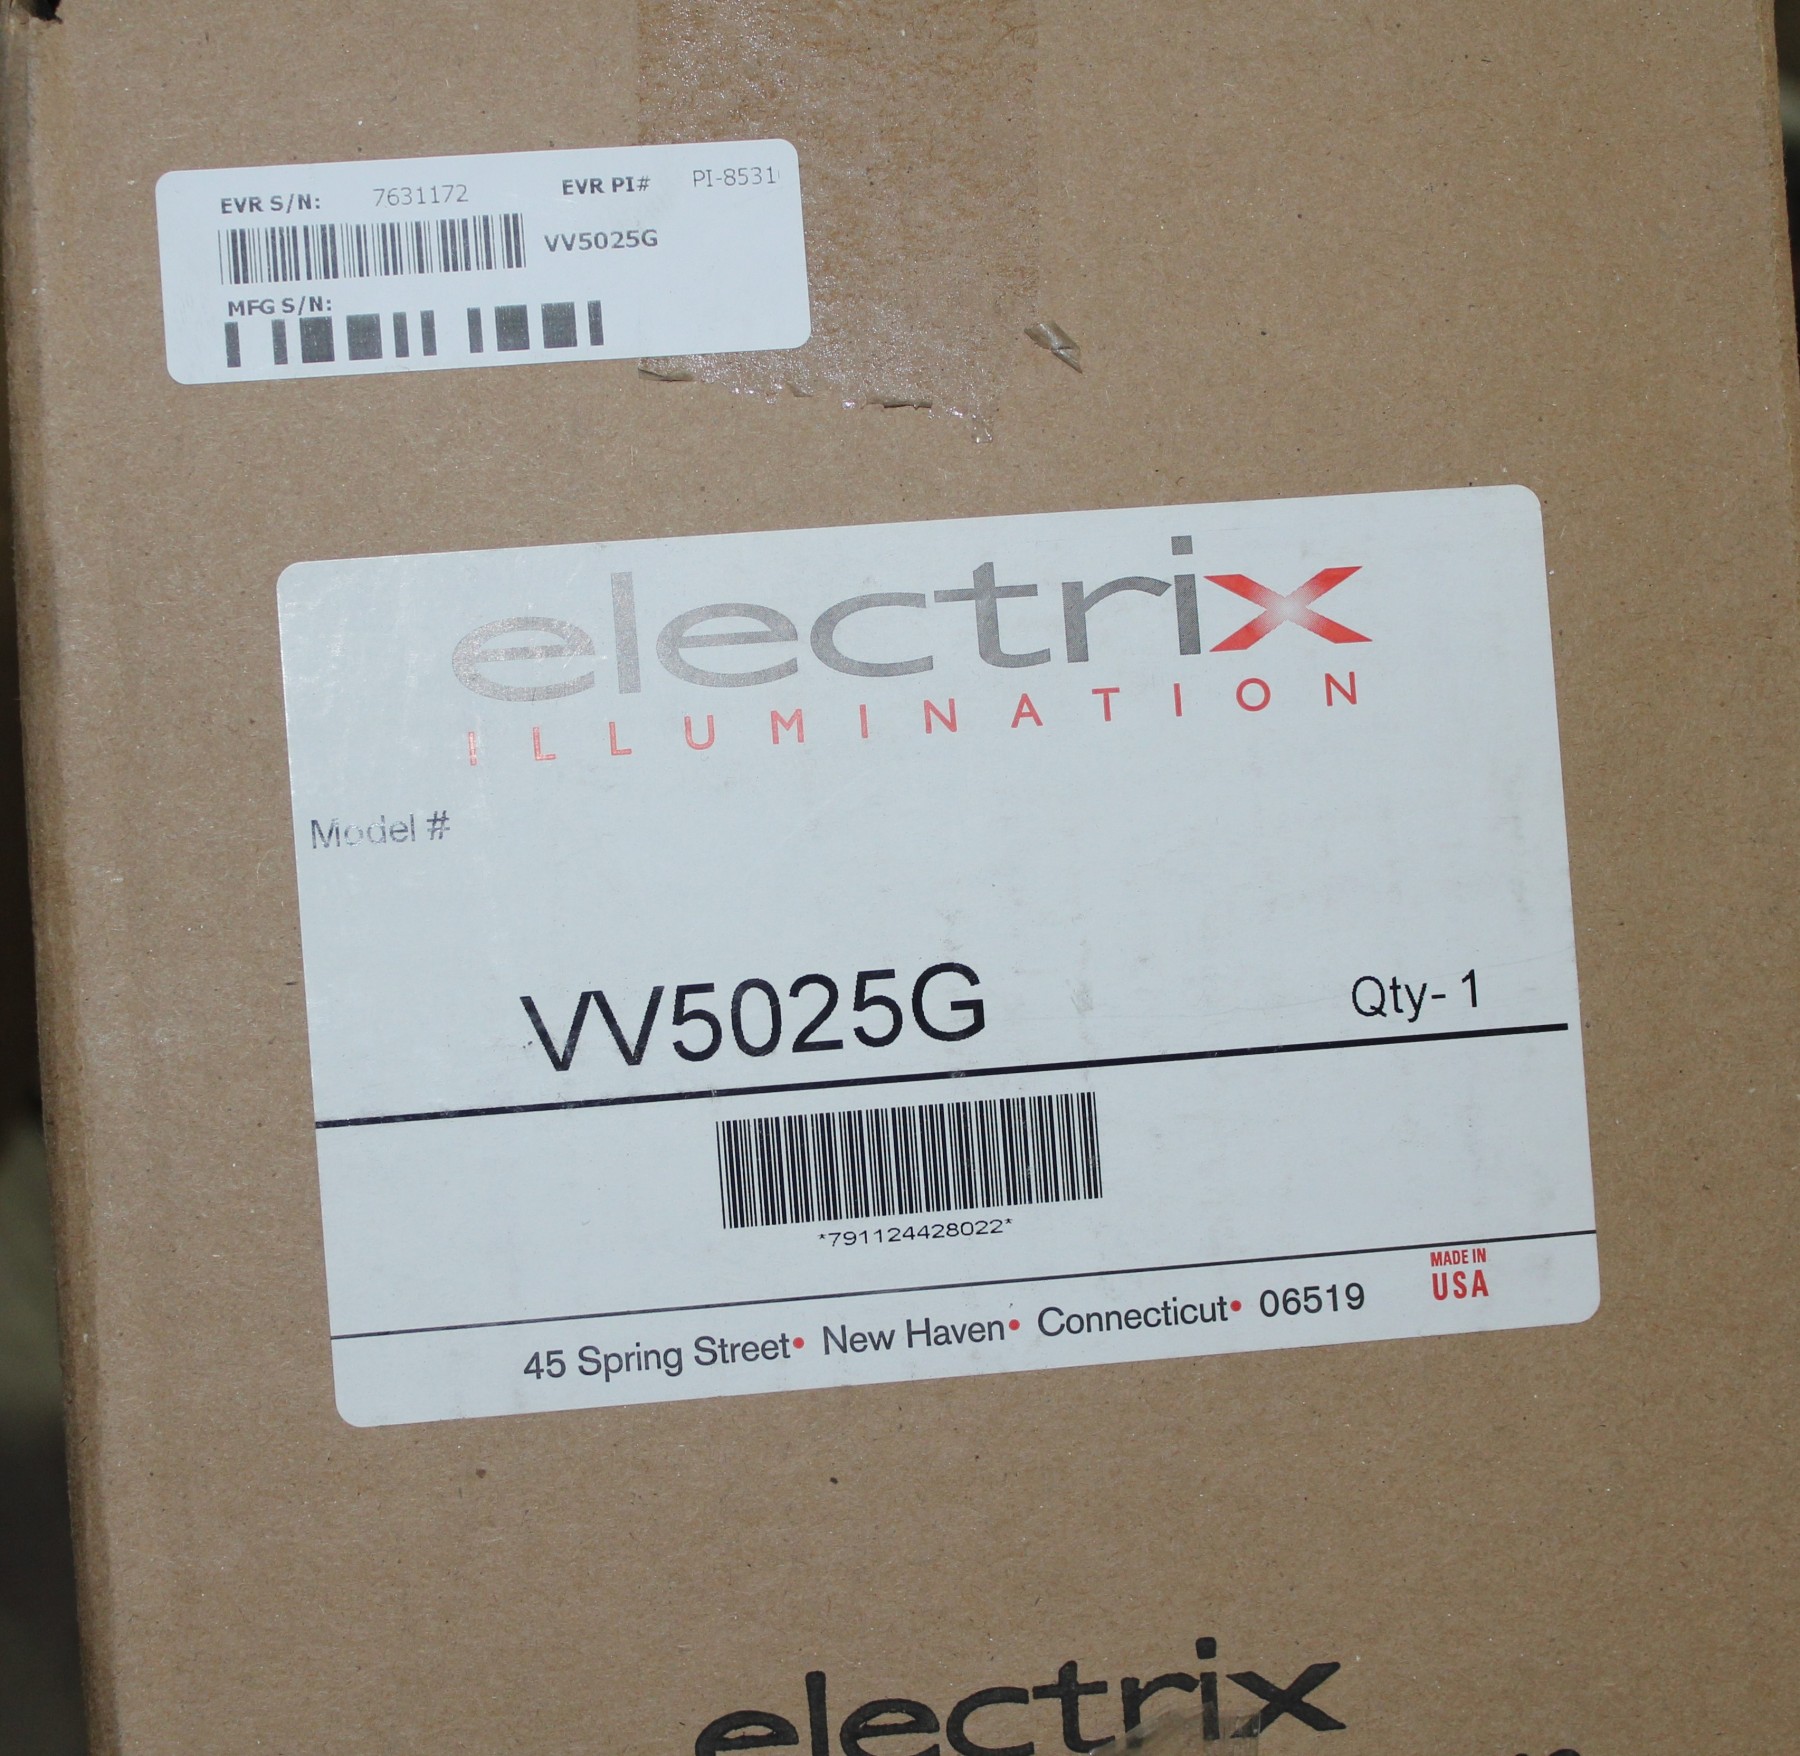 EVR S/N: 7631172 EVR PI# PI-8531
VV5025G
MFG S/N:
electrix
ILLUMINATION
Model #
VV5025G Qty- 1
*791124428022*
MADE IN
USA
45 Spring Street• New Haven• Connecticut• 06519
electrix